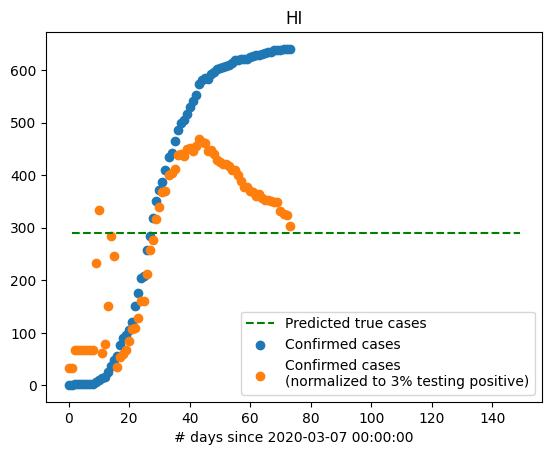 HI
600
500
400
300
200
100
0
Predicted true cases
Confirmed cases
Confirmed cases
(normalized to 3% testing positive)
0 20 40 60 80 100 120 140
# days since 2020-03-07 00:00:00